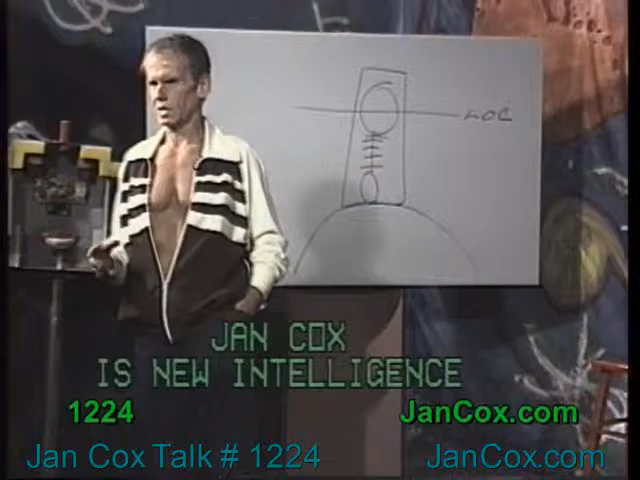 LOC
JAN COX
IS NEW INTELLIGENCE
1224
JanCox.com
Jan Cox Talk # 1224
JanCox.com